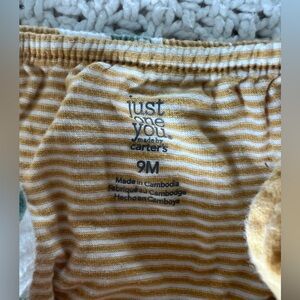 just
one
you.
made by
carter's
9M
Made in Cambodia
Fabriqué au Cambodge
Hecho en Camboya